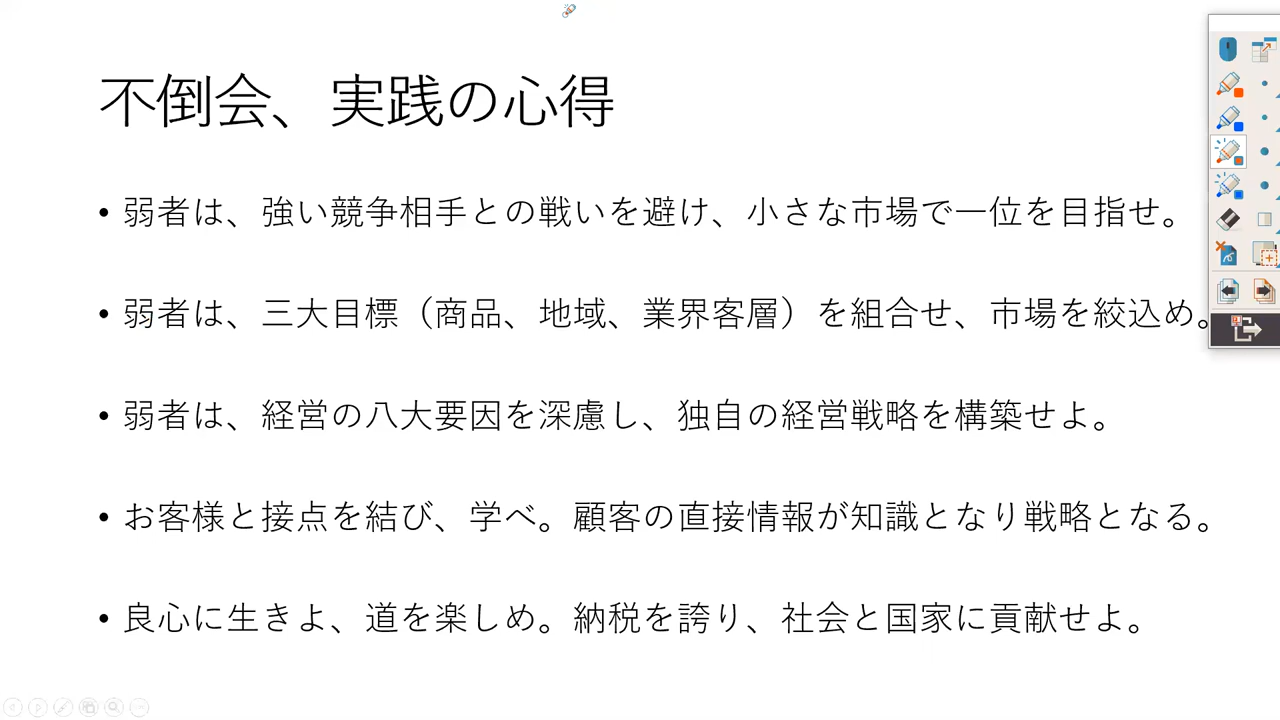 不倒会、実践の心得
• 弱者は、強い競争相手との戦いを避け、小さな市場で一位を目指せ。
• 弱者は、三大目標（商品、地域、業界客層）を組合せ、市場を絞込め。
• 弱者は、経営の八大要因を深慮し、独自の経営戦略を構築せよ。
• お客様と接点を結び、学べ。顧客の直接情報が知識となり戦略となる。
• 良心に生きよ、道を楽しめ。納税を誇り、社会と国家に貢献せよ。